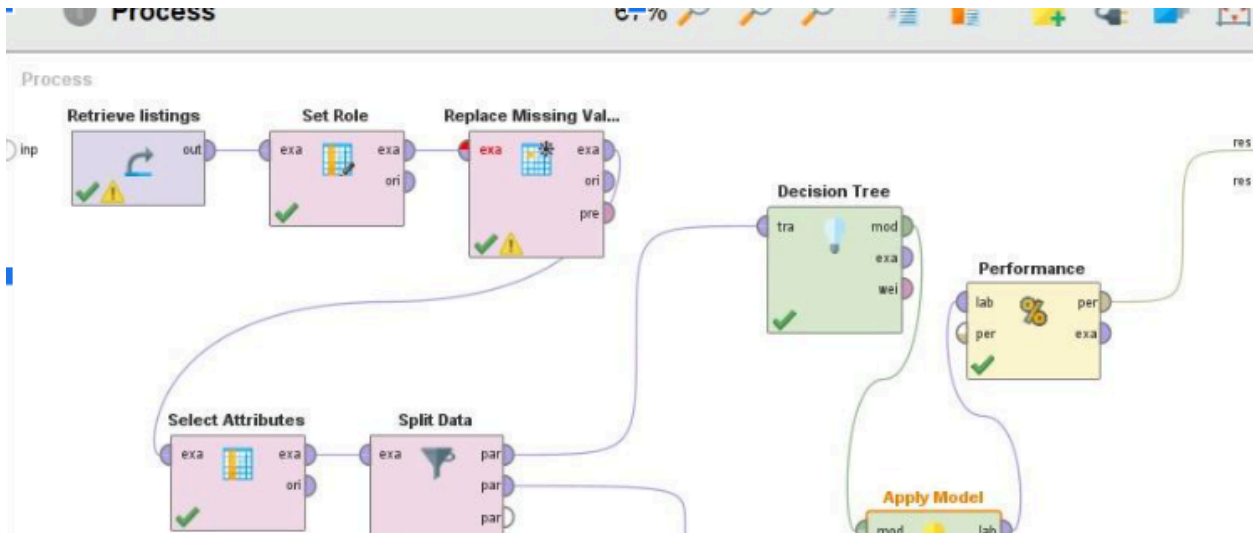 Process
67%
Process
Retrieve listings
Set Role
Replace Missing Val...
inp
out
exa
exa
ori
exa
exa
ori
pre
res
res
Decision Tree
tra
mod
exa
wei
Performance
lab
per
per
exa
%
Select Attributes
exa
exa
ori
Split Data
exa
par
par
par
Apply Model
mod
lab